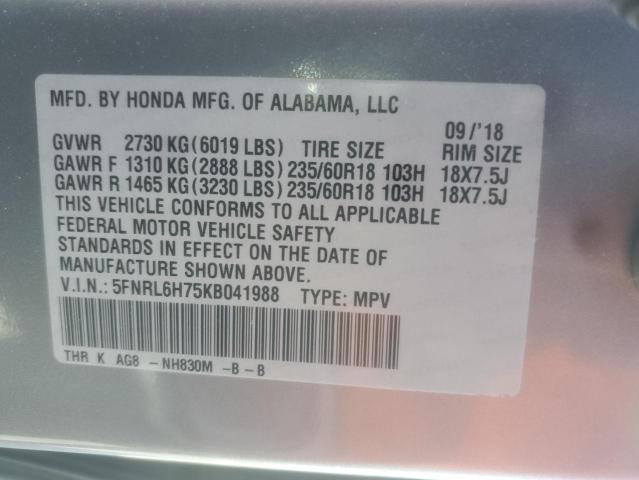 MFD. BY HONDA MFG. OF ALABAMA, LLC
09/'18
GVWR 2730 KG(6019 LBS) TIRE SIZE RIM SIZE
GAWR F 1310 KG(2888 LBS)235/60R18 103H 18X7.5J
GAWR R 1465 KG(3230 LBS)235/60R18 103H 18X7.5J
THIS VEHICLE CONFORMS TO ALL APPLICABLE
FEDERAL MOTOR VEHICLE SAFETY
STANDARDS IN EFFECT ON THE DATE OF
MANUFACTURE SHOWN ABOVE.
V.I.N.: 5FNRL6H75KB041988 TYPE: MPV
THR K AG8 -NH830M -B-B